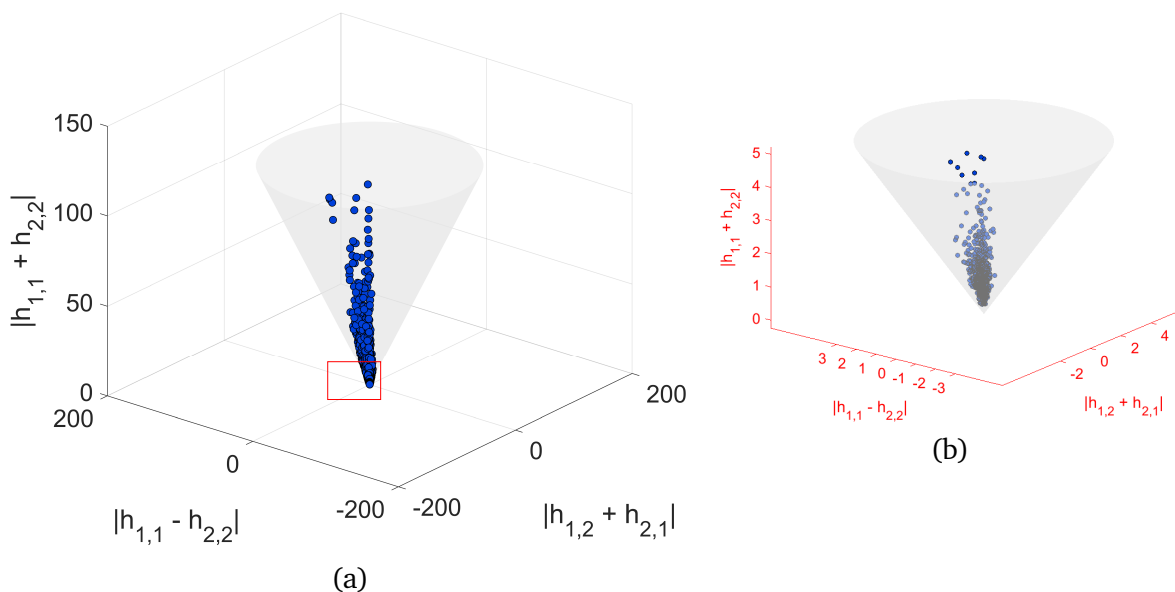 150
100
50
0
200
0
-200
-200
0
200
|h1,1 + h2,2|
|h1,1 - h2,2|
|h1,2 + h2,1|
(a)
5
4
3
2
1
0
3 2 1 0 -1 -2 -3
-2
0
2
4
|h1,1 + h2,2|
|h1,1 - h2,2|
|h1,2 + h2,1|
(b)